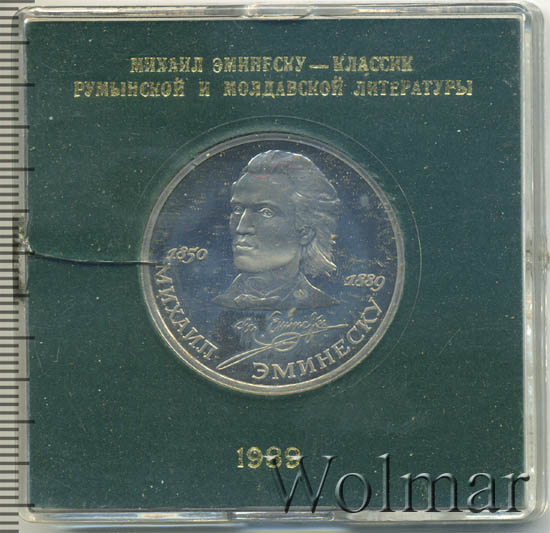 МИХАИЛ ЭМИНЕСКУ — КЛАССИК
РУМЫНСКОЙ И МОЛДАВСКОЙ ЛИТЕРАТУРЫ
1850
1889
МИХАИЛ ЭМИНЕСКУ
1989
Wolmar